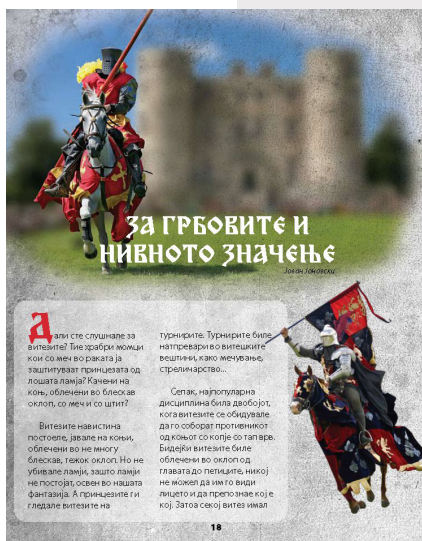 ЗА ГРБОВИТЕ И
НИВНОТО ЗНАЧЕЊЕ
Јован Јоновски
Дали сте слушнале за
витезите? Тие храбри момци
кои со меч во раката ја
заштитуваат принцезата од
лошата ламја? Качени на
коњ, облечени во блескав
оклоп, со меч и со штит?
Витезите навистина
постоеле, јавале на коњи,
облечени во не многу
блескав, тежок оклоп. Но не
убивале ламји, зашто ламји
не постојат, освен во нашата
фантазија. А принцезите ги
гледале витезите на
турнирите. Турнирите биле
натпревари во витешките
вештини, како мечување,
стреличарство...
Сепак, најпопуларна
дисциплина била двобојот,
кога витезите се обидувале
да го соборат противникот
од коњот со копје со тап врв.
Бидејќи витезите биле
облечени во оклоп од
главата до петиците, никој
не можел да им го види
лицето и да препознае кој е
кој. Затоа секој витез имал
18